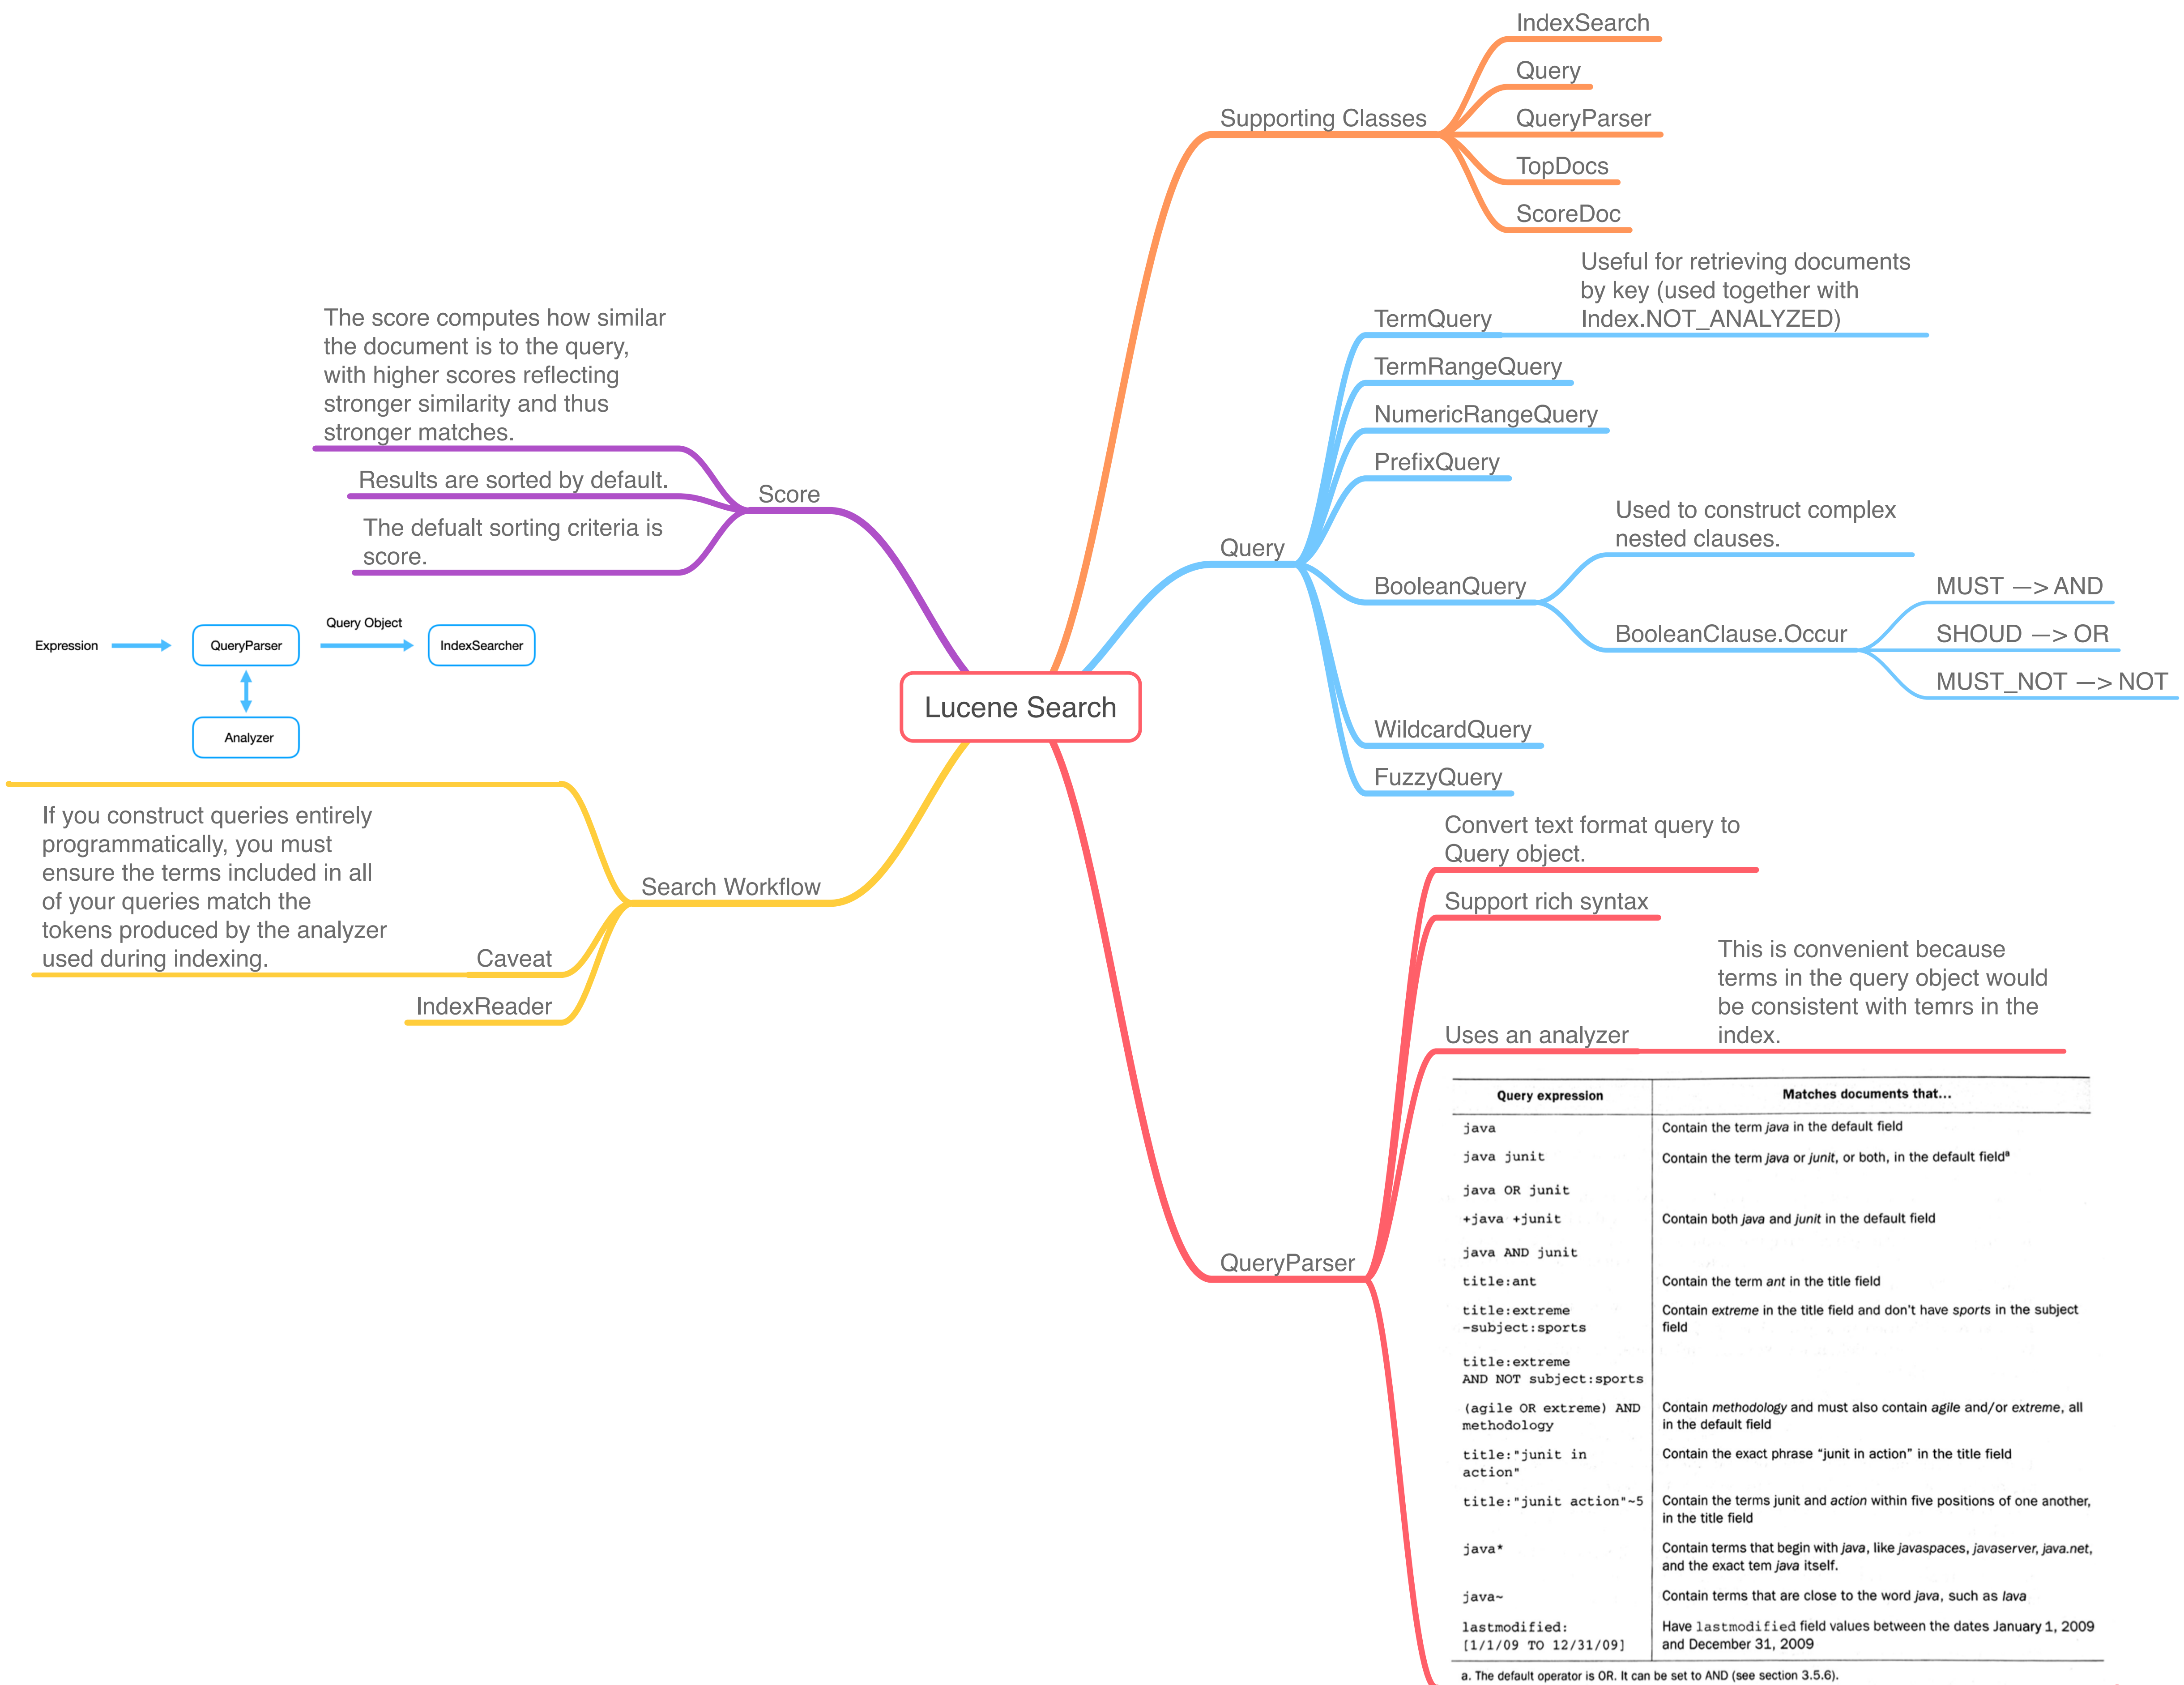 Lucene Search
Supporting Classes
IndexSearch
Query
QueryParser
TopDocs
ScoreDoc
Query
TermQuery
Useful for retrieving documents
by key (used together with
Index.NOT_ANALYZED)
TermRangeQuery
NumericRangeQuery
PrefixQuery
BooleanQuery
Used to construct complex
nested clauses.
BooleanClause.Occur
MUST —> AND
SHOUD —> OR
MUST_NOT —> NOT
WildcardQuery
FuzzyQuery
QueryParser
Convert text format query to
Query object.
Support rich syntax
Uses an analyzer
This is convenient because
terms in the query object would
be consistent with temrs in the
index.
Query expression Matches documents that...
java Contain the term java in the default field
java junit Contain the term java or junit, or both, in the default fieldª
java OR junit
+java +junit Contain both java and junit in the default field
java AND junit
title:ant Contain the term ant in the title field
title:extreme Contain extreme in the title field and don't have sports in the subject
-subject:sports field
title:extreme
AND NOT subject:sports
(agile OR extreme) AND Contain methodology and must also contain agile and/or extreme, all
methodology in the default field
title:"junit in Contain the exact phrase “junit in action” in the title field
action"
title:"junit action"~5 Contain the terms junit and action within five positions of one another,
in the title field
java* Contain terms that begin with java, like javaspaces, javaserver, java.net,
and the exact tem java itself.
java~ Contain terms that are close to the word java, such as lava
lastmodified: Have lastmodified field values between the dates January 1, 2009
[1/1/09 TO 12/31/09] and December 31, 2009
a. The default operator is OR. It can be set to AND (see section 3.5.6).
Score
The score computes how similar
the document is to the query,
with higher scores reflecting
stronger similarity and thus
stronger matches.
Results are sorted by default.
The defualt sorting criteria is
score.
Search Workflow
Expression
QueryParser
Query Object
IndexSearcher
Analyzer
Caveat
If you construct queries entirely
programmatically, you must
ensure the terms included in all
of your queries match the
tokens produced by the analyzer
used during indexing.
IndexReader